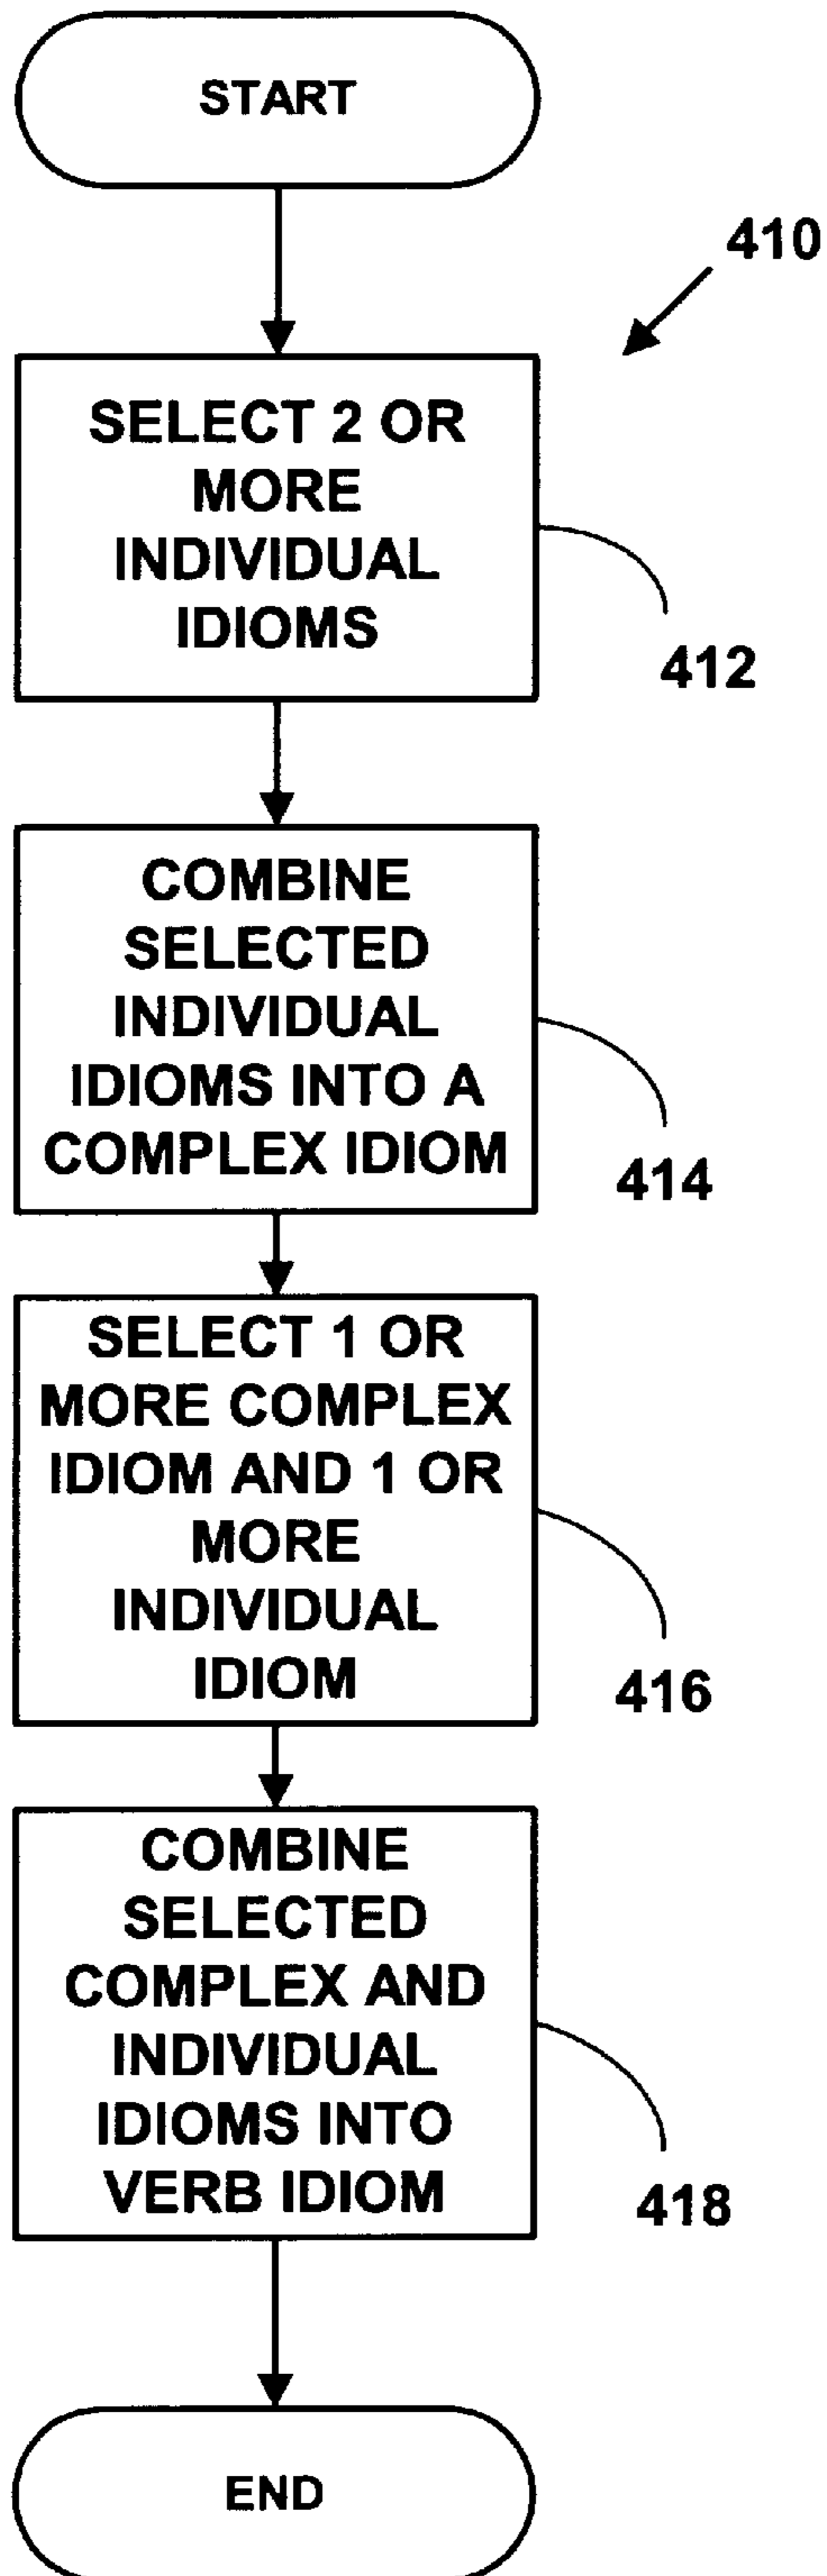 START
410
SELECT 2 OR
MORE
INDIVIDUAL
IDIOMS
412
COMBINE
SELECTED
INDIVIDUAL
IDIOMS INTO A
COMPLEX IDIOM
414
SELECT 1 OR
MORE COMPLEX
IDIOM AND 1 OR
MORE
INDIVIDUAL
IDIOM
416
COMBINE
SELECTED
COMPLEX AND
INDIVIDUAL
IDIOMS INTO
VERB IDIOM
418
END